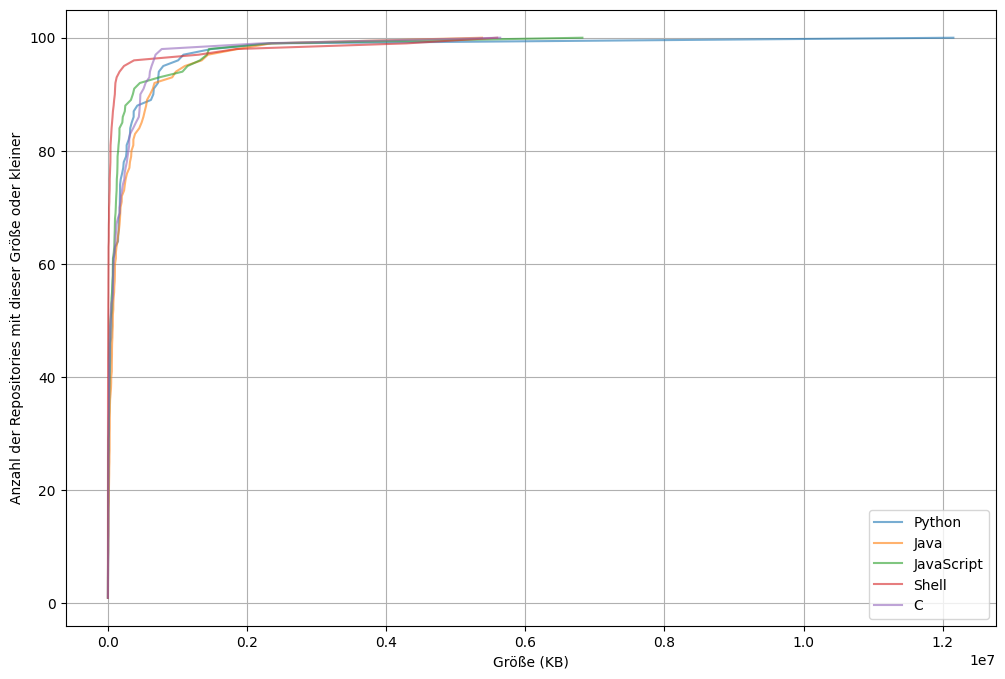 Anzahl der Repositories mit dieser Größe oder kleiner
100
80
60
40
20
0
0.0 0.2 0.4 0.6 0.8 1.0 1.2
1e7
Größe (KB)
Python
Java
JavaScript
Shell
C